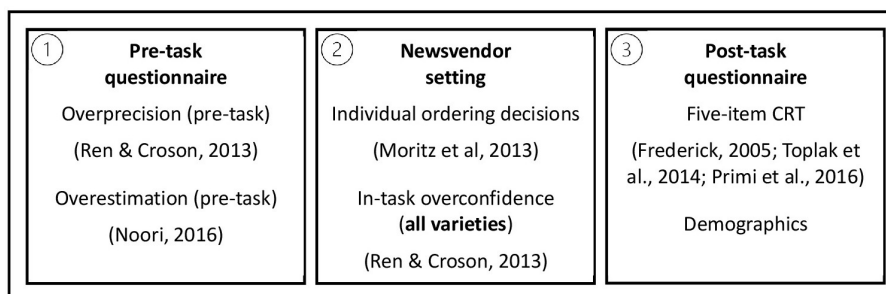 1
Pre-task
questionnaire
Overprecision (pre-task)
(Ren & Croson, 2013)
Overestimation (pre-task)
(Noori, 2016)
2
Newsvendor
setting
Individual ordering decisions
(Moritz et al, 2013)
In-task overconfidence
(all varieties)
(Ren & Croson, 2013)
3
Post-task
questionnaire
Five-item CRT
(Frederick, 2005; Toplak et
al., 2014; Primi et al., 2016)
Demographics